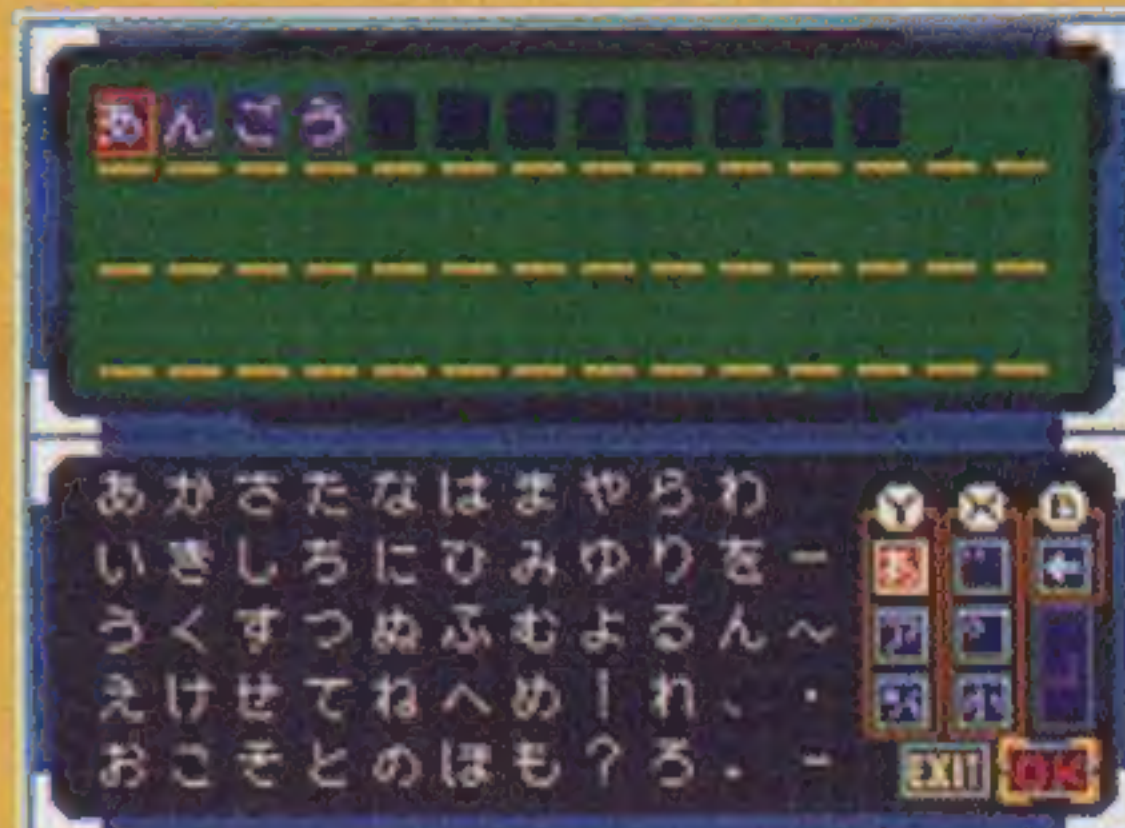 あんごう
あかさたなはまやらわ
いきしちにひみゆりをー
うくすつぬふむよるん～
えけせてねへめ！れ、・
おこそとのほも？ろ．－
Y X
あ ゛ ←
ア
EXIT OK